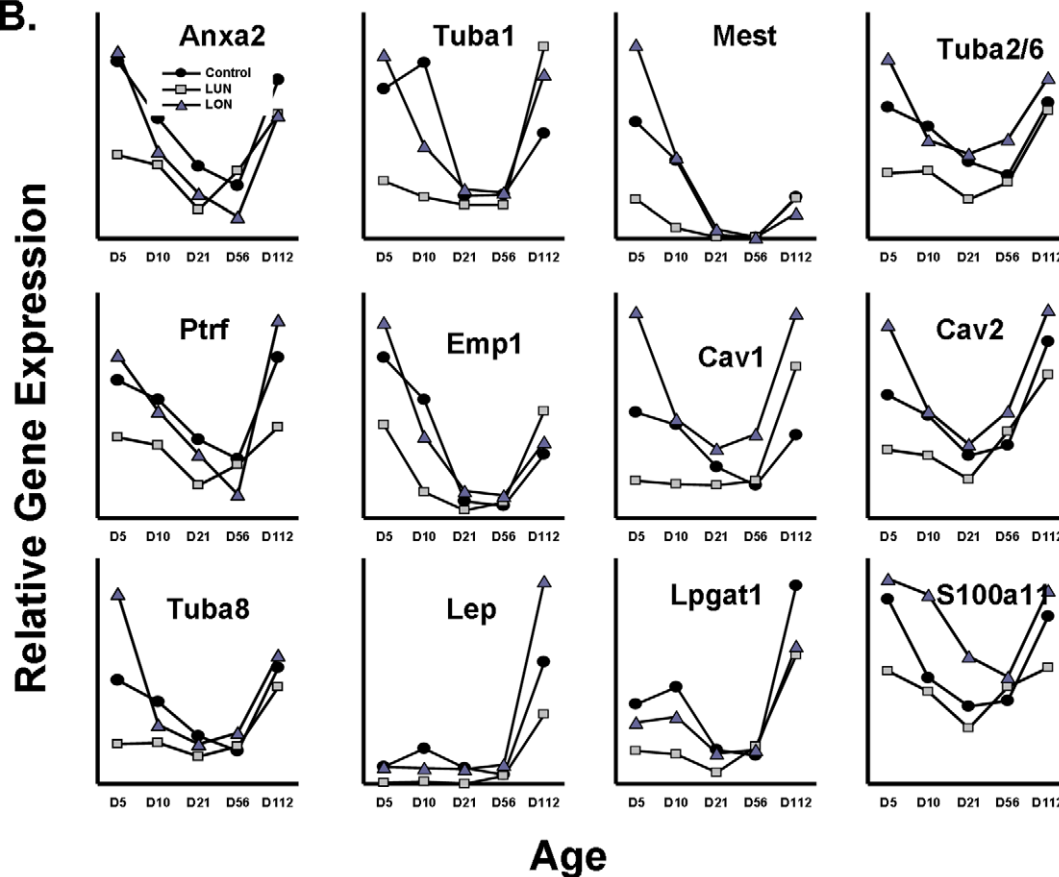 B.
Relative Gene Expression
Anxa2
Control
LUN
LON
D5 D10 D21 D56 D112
Tuba1
D5 D10 D21 D56 D112
Mest
D5 D10 D21 D56 D112
Tuba2/6
D5 D10 D21 D56 D112
Ptrf
D5 D10 D21 D56 D112
Emp1
D5 D10 D21 D56 D112
Cav1
D5 D10 D21 D56 D112
Cav2
D5 D10 D21 D56 D112
Tuba8
D5 D10 D21 D56 D112
Lep
D5 D10 D21 D56 D112
Lpgat1
D5 D10 D21 D56 D112
S100a11
D5 D10 D21 D56 D112
Age